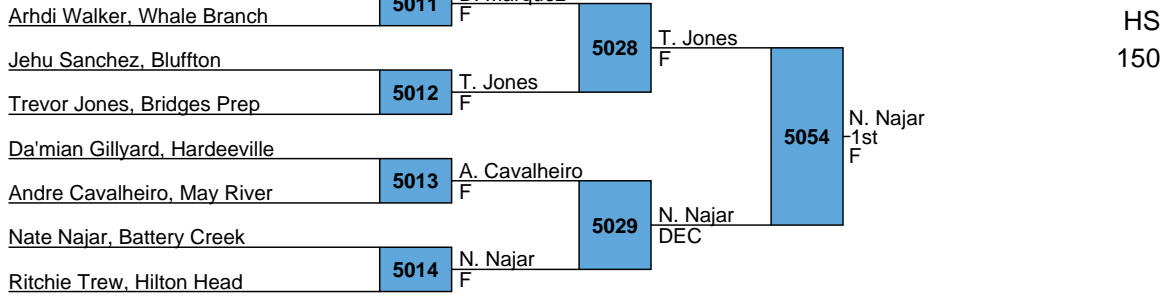 5011
F
Arhdi Walker, Whale Branch
HS
150
5028
T. Jones
F
Jehu Sanchez, Bluffton
5012
T. Jones
F
Trevor Jones, Bridges Prep
5054
N. Najar
1st
F
Da'mian Gillyard, Hardeeville
5013
A. Cavalheiro
F
Andre Cavalheiro, May River
5029
N. Najar
DEC
Nate Najar, Battery Creek
5014
N. Najar
F
Ritchie Trew, Hilton Head